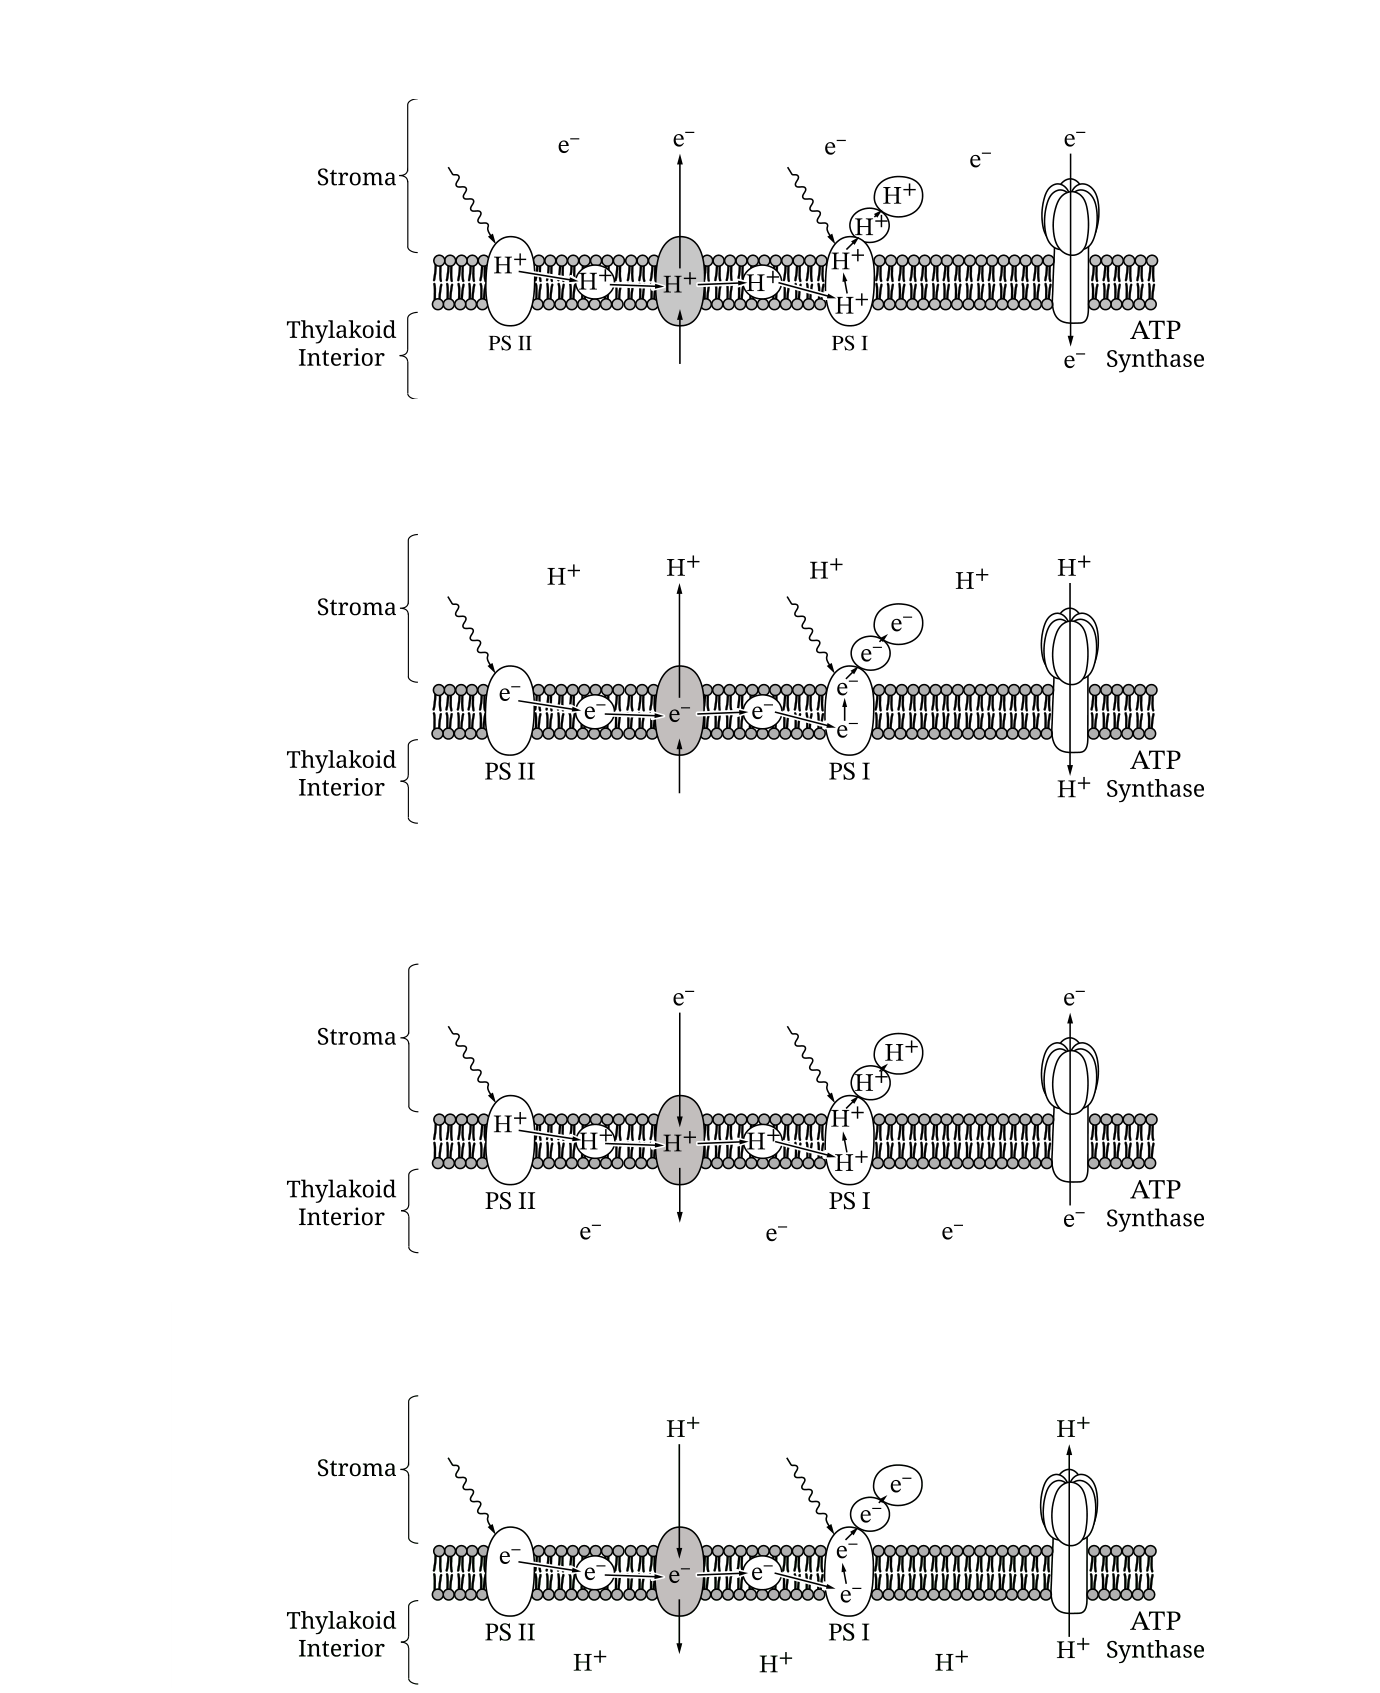 e⁻ e⁻ e⁻ e⁻ e⁻
Stroma
H⁺
H⁺
H⁺ H⁺ H⁺ H⁺ H⁺
H⁺
Thylakoid
Interior
PS II PS I ATP
e⁻ Synthase
H⁺ H⁺ H⁺ H⁺ H⁺
Stroma
e⁻
e⁻
e⁻ e⁻ e⁻ e⁻ e⁻
e⁻
Thylakoid
Interior
PS II PS I ATP
H⁺ Synthase
e⁻ e⁻
Stroma
H⁺
H⁺
H⁺ H⁺ H⁺ H⁺ H⁺
H⁺
Thylakoid
Interior
PS II PS I ATP
e⁻ Synthase
e⁻ e⁻ e⁻
H⁺ H⁺
Stroma
e⁻
e⁻
e⁻ e⁻ e⁻ e⁻ e⁻
e⁻
Thylakoid
Interior
PS II PS I ATP
H⁺ Synthase
H⁺ H⁺ H⁺